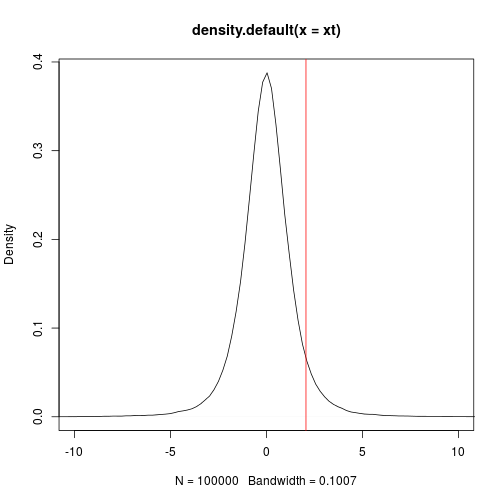 density.default(x = xt)
Density
0.4
0.3
0.2
0.1
0.0
-10 -5 0 5 10
N = 100000 Bandwidth = 0.1007